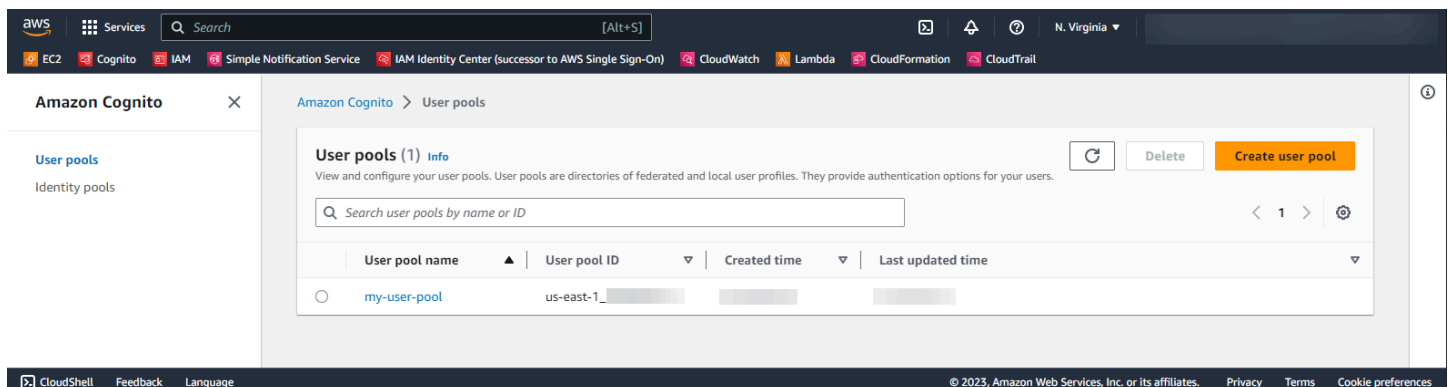 aws Services Search [Alt+S] N. Virginia
EC2 Cognito IAM Simple Notification Service IAM Identity Center (successor to AWS Single Sign-On) CloudWatch Lambda CloudFormation CloudTrail
Amazon Cognito
User pools
Identity pools
Amazon Cognito > User pools
User pools (1) Info
Delete
Create user pool
View and configure your user pools. User pools are directories of federated and local user profiles. They provide authentication options for your users.
Search user pools by name or ID
1
User pool name User pool ID Created time Last updated time
my-user-pool us-east-1_
CloudShell Feedback Language © 2023, Amazon Web Services, Inc. or its affiliates. Privacy Terms Cookie preferences